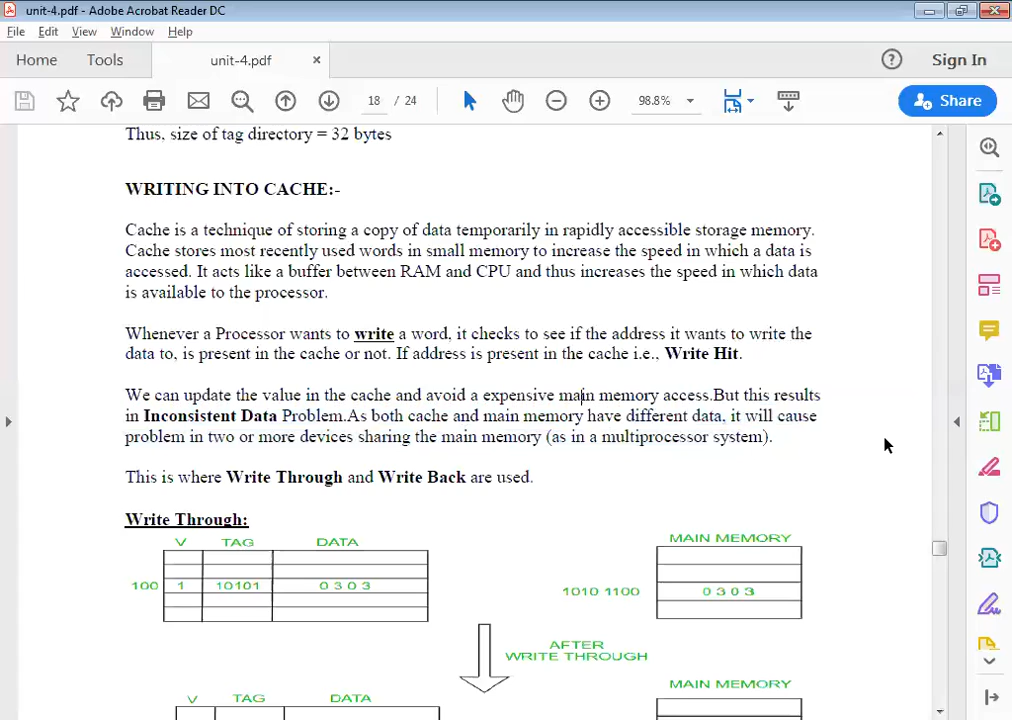 unit-4.pdf - Adobe Acrobat Reader DC
File Edit View Window Help
Home Tools unit-4.pdf × ? Sign In
18 / 24 98.8% Share
Thus, size of tag directory = 32 bytes
WRITING INTO CACHE:-
Cache is a technique of storing a copy of data temporarily in rapidly accessible storage memory.
Cache stores most recently used words in small memory to increase the speed in which a data is
accessed. It acts like a buffer between RAM and CPU and thus increases the speed in which data
is available to the processor.
Whenever a Processor wants to write a word, it checks to see if the address it wants to write the
data to, is present in the cache or not. If address is present in the cache i.e., Write Hit.
We can update the value in the cache and avoid a expensive main memory access.But this results
in Inconsistent Data Problem.As both cache and main memory have different data, it will cause
problem in two or more devices sharing the main memory (as in a multiprocessor system).
This is where Write Through and Write Back are used.
Write Through:
V TAG DATA MAIN MEMORY
100 1 10101 0 3 0 3 1010 1100 0 3 0 3
AFTER
WRITE THROUGH
MAIN MEMORY
V TAG DATA